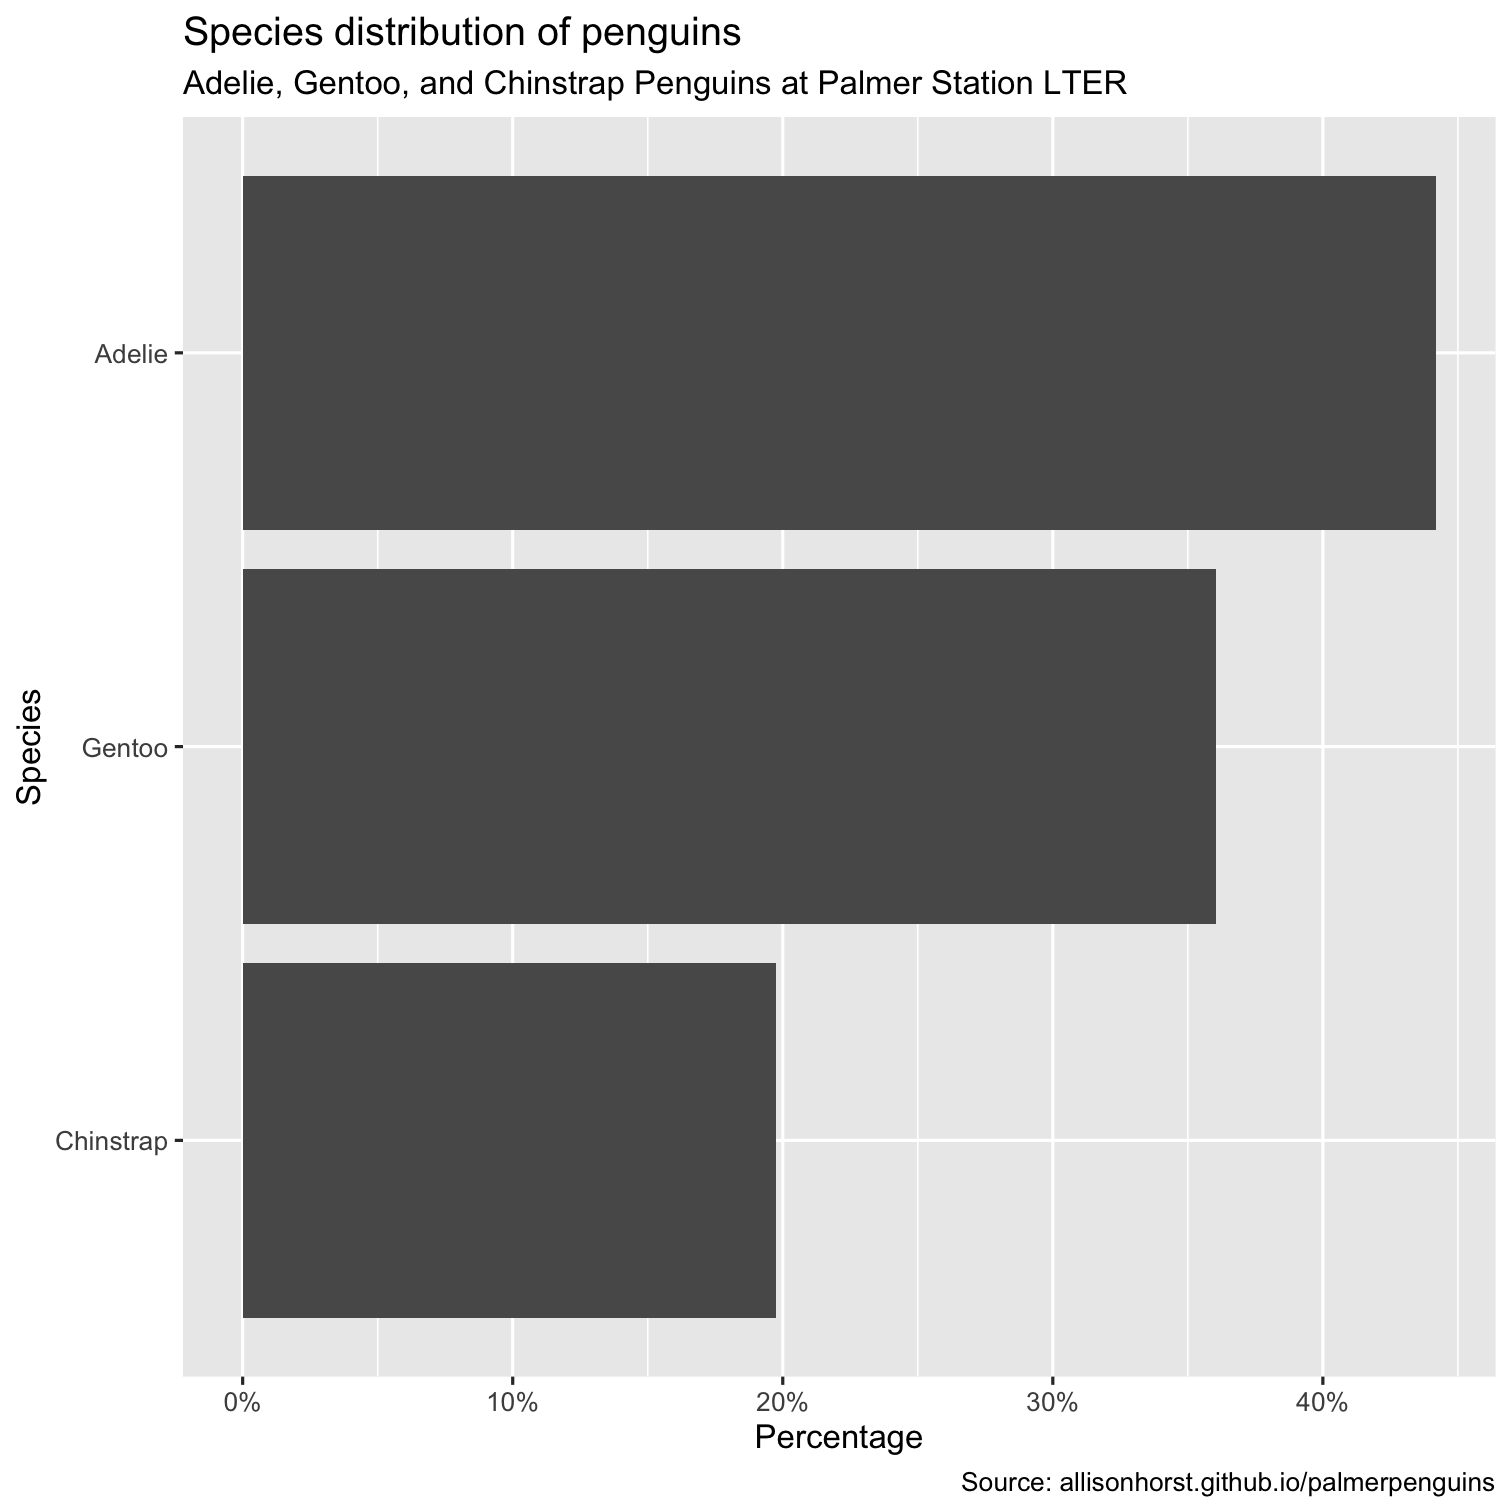 Species distribution of penguins
Adelie, Gentoo, and Chinstrap Penguins at Palmer Station LTER
Species
Adelie
Gentoo
Chinstrap
0% 10% 20% 30% 40%
Percentage
Source: allisonhorst.github.io/palmerpenguins